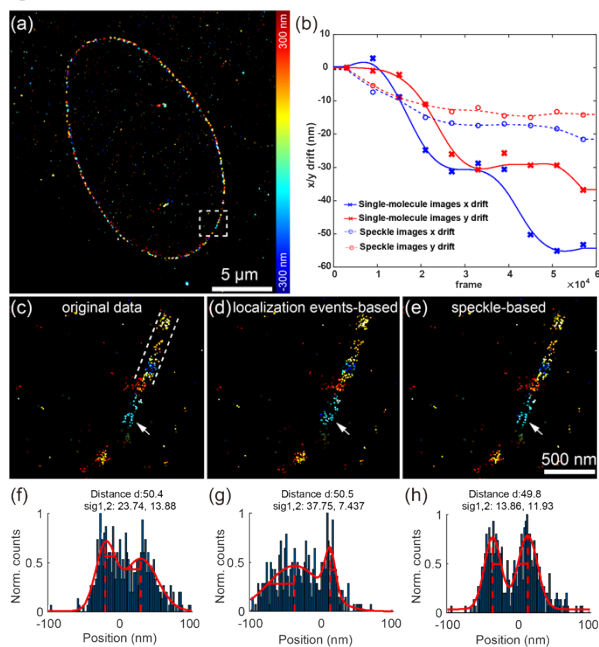 (a)
300 nm
-300 nm
5 µm
(b)
10
0
-10
-20
-30
-40
-50
-60
x/y drift (nm)
Single-molecule images x drift
Single-molecule images y drift
Speckle images x drift
Speckle images y drift
0 1 2 3 4 5 6
frame ×10⁴
(c) original data
(d) localization events-based
(e) speckle-based
500 nm
(f)
Distance d:50.4
sig1,2: 23.74, 13.88
Norm. counts
1
0.5
0
-100 0 100
Position (nm)
(g)
Distance d:50.5
sig1,2: 37.75, 7.437
Norm. counts
1
0.5
0
-100 0 100
Position (nm)
(h)
Distance d:49.8
sig1,2: 13.86, 11.93
Norm. counts
1
0.5
0
-100 0 100
Position (nm)